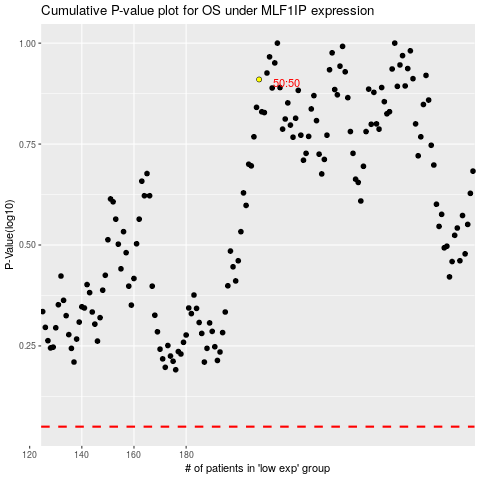 Cumulative P-value plot for OS under MLF1IP expression
P-Value(log10)
1.00
0.75
0.50
0.25
50:50
120 140 160 180
# of patients in 'low exp' group